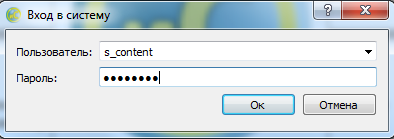 Вход в систему
Пользователь: s_content
Пароль: ●●●●●●●●
Ок Отмена